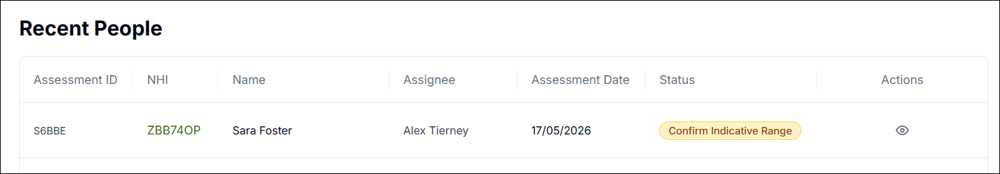 Recent People
Assessment ID NHI Name Assignee Assessment Date Status Actions
S6BBE ZBB74OP Sara Foster Alex Tierney 17/05/2026 Confirm Indicative Range